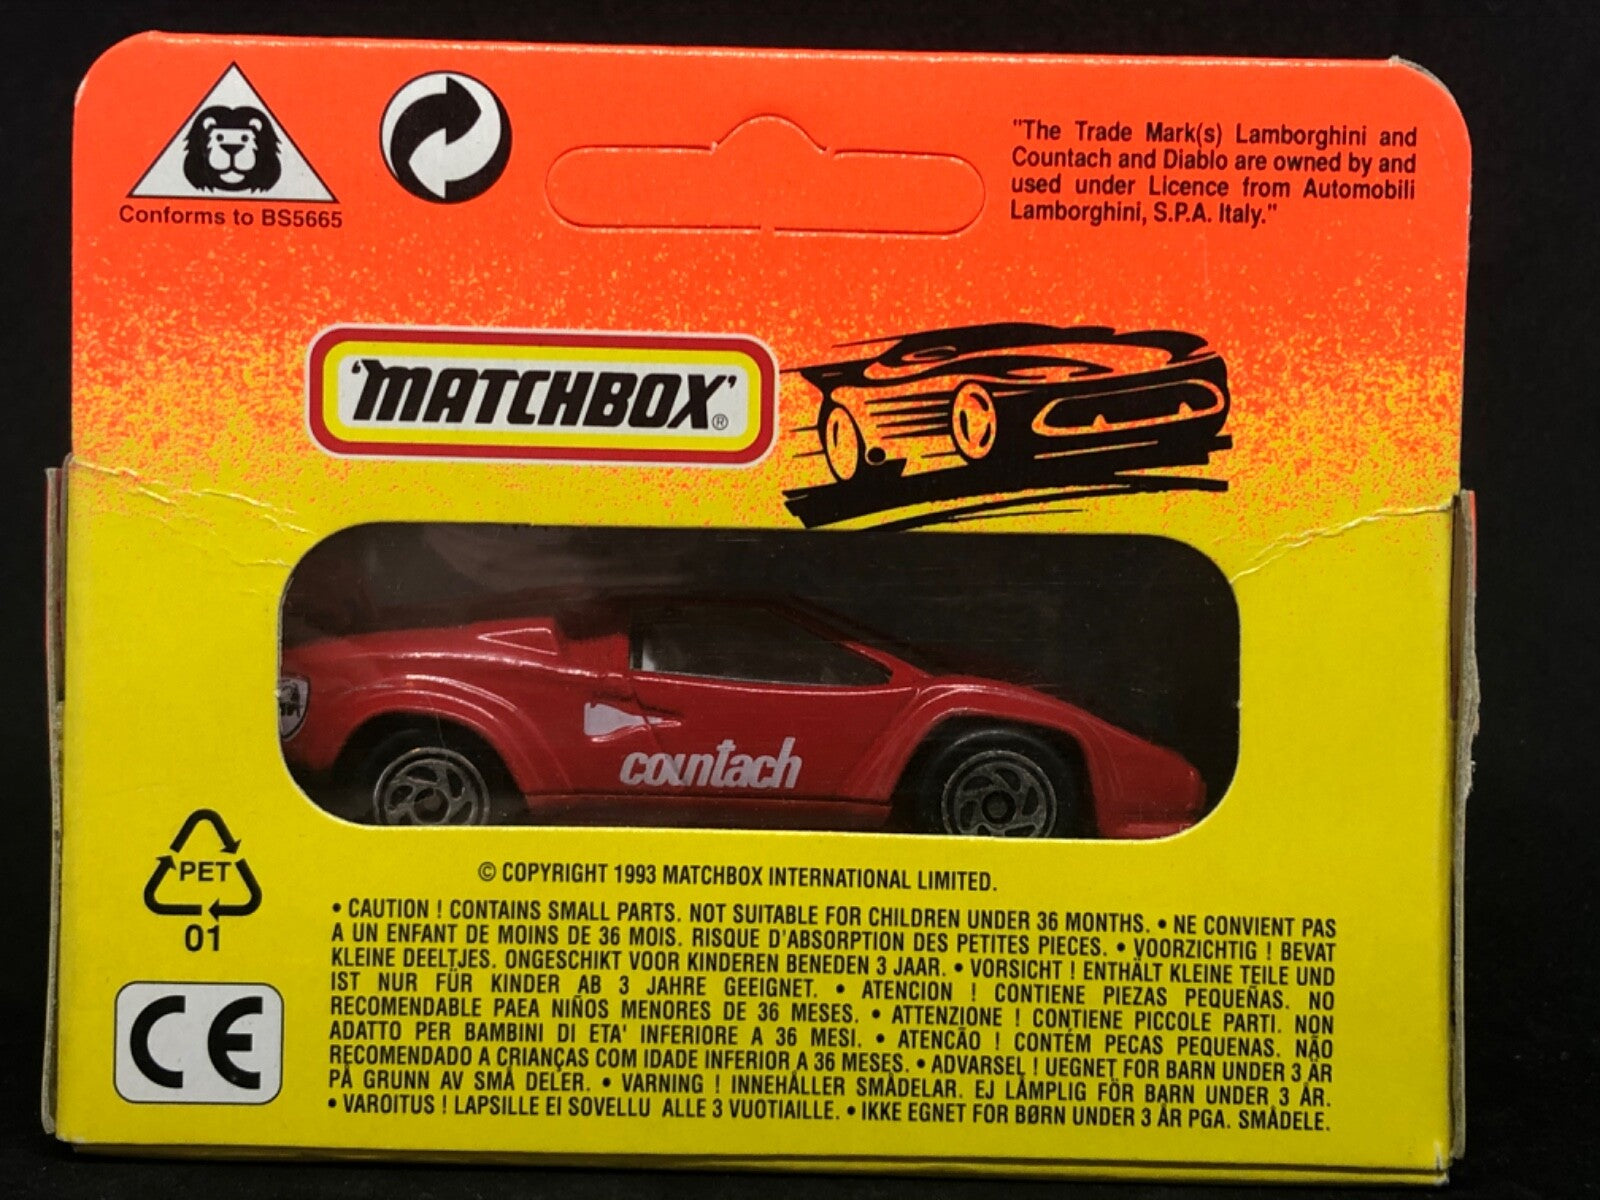 Conforms to BS5665
"The Trade Mark(s) Lamborghini and
Countach and Diablo are owned by and
used under Licence from Automobili
Lamborghini, S.P.A. Italy."
'MATCHBOX'®
countach
PET
01
CE
© COPYRIGHT 1993 MATCHBOX INTERNATIONAL LIMITED.
• CAUTION ! CONTAINS SMALL PARTS. NOT SUITABLE FOR CHILDREN UNDER 36 MONTHS. • NE CONVIENT PAS
A UN ENFANT DE MOINS DE 36 MOIS. RISQUE D'ABSORPTION DES PETITES PIECES. • VOORZICHTIG ! BEVAT
KLEINE DEELTJES. ONGESCHIKT VOOR KINDEREN BENEDEN 3 JAAR. • VORSICHT ! ENTHÄLT KLEINE TEILE UND
IST NUR FÜR KINDER AB 3 JAHRE GEEIGNET. • ATENCION ! CONTIENE PIEZAS PEQUEÑAS. NO
RECOMENDABLE PAEA NIÑOS MENORES DE 36 MESES. • ATTENZIONE ! CONTIENE PICCOLE PARTI. NON
ADATTO PER BAMBINI DI ETA' INFERIORE A 36 MESI. • ATENCÃO ! CONTÉM PECAS PEQUENAS. NÃO
RECOMENDADO A CRIANÇAS COM IDADE INFERIOR A 36 MESES. • ADVARSEL ! UEGNET FOR BARN UNDER 3 ÅR
PÅ GRUNN AV SMÅ DELER. • VARNING ! INNEHÅLLER SMÅDELAR. EJ LÄMPLIG FÖR BARN UNDER 3 ÅR.
• VAROITUS ! LAPSILLE EI SOVELLU ALLE 3 VUOTIAILLE. • IKKE EGNET FOR BØRN UNDER 3 ÅR PGA. SMÅDELE.